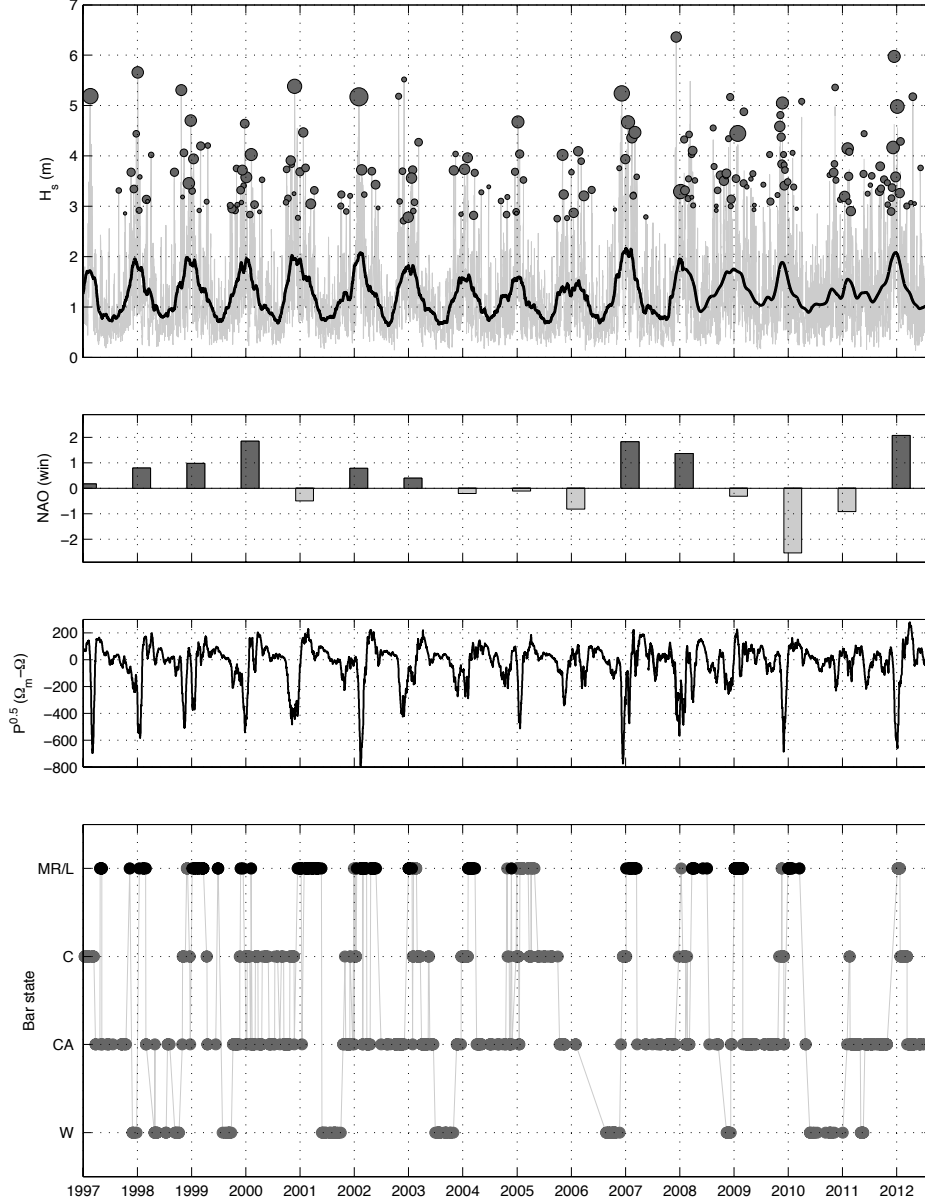 7
6
5
4
3
2
1
0
H_s (m)
2
1
0
−1
−2
NAO (win)
200
0
−200
−400
−600
−800
P^0.5 (Ω_m−Ω)
MR/L
C
CA
W
Bar state
1997 1998 1999 2000 2001 2002 2003 2004 2005 2006 2007 2008 2009 2010 2011 2012